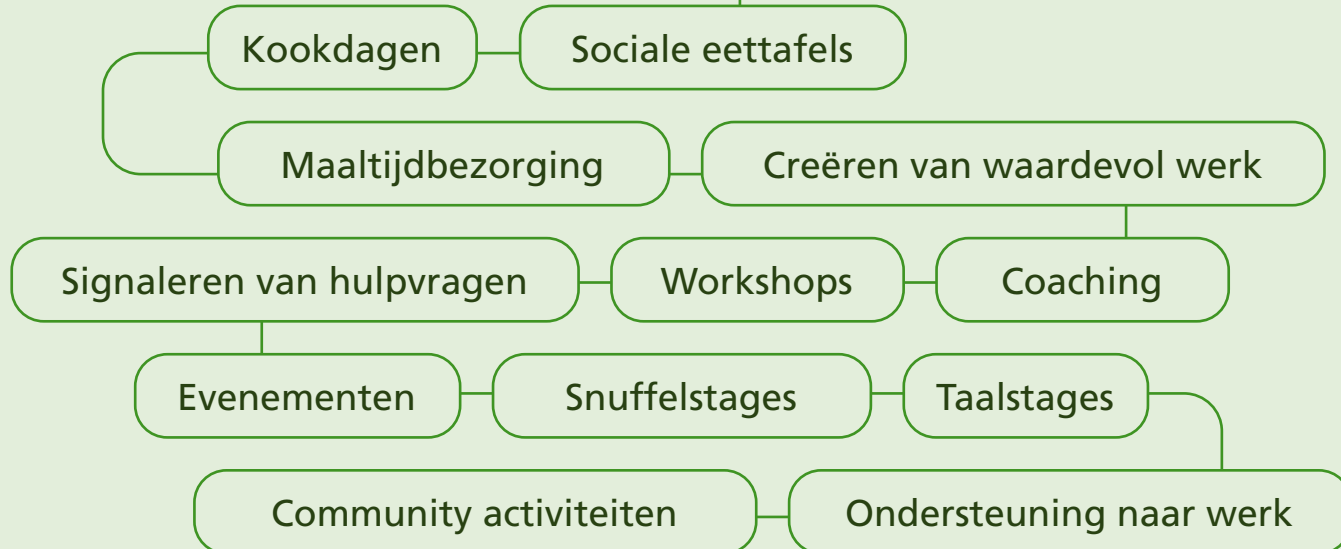 Kookdagen Sociale eettafels
Maaltijdbezorging Creëren van waardevol werk
Signaleren van hulpvragen Workshops Coaching
Evenementen Snuffelstages Taalstages
Community activiteiten Ondersteuning naar werk